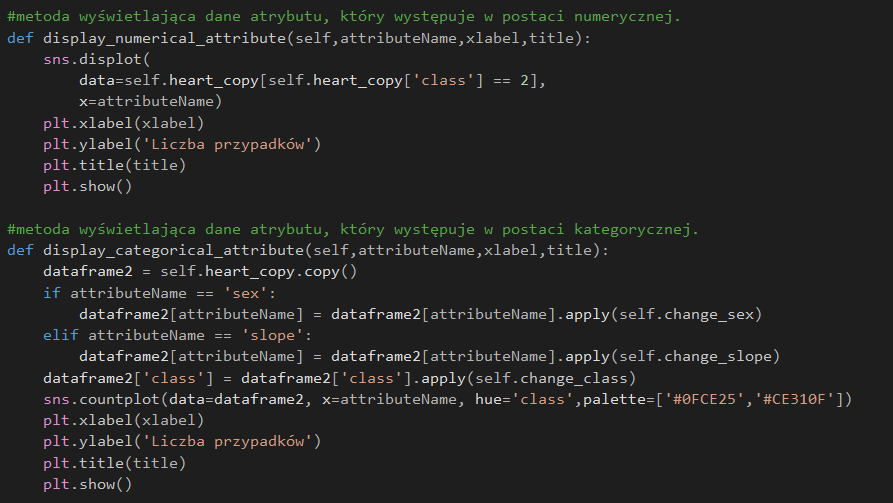 #metoda wyświetlająca dane atrybutu, który występuje w postaci numerycznej.
def display_numerical_attribute(self,attributeName,xlabel,title):
    sns.displot(
        data=self.heart_copy[self.heart_copy['class'] == 2],
        x=attributeName)
    plt.xlabel(xlabel)
    plt.ylabel('Liczba przypadków')
    plt.title(title)
    plt.show()

#metoda wyświetlająca dane atrybutu, który występuje w postaci kategorycznej.
def display_categorical_attribute(self,attributeName,xlabel,title):
    dataframe2 = self.heart_copy.copy()
    if attributeName == 'sex':
        dataframe2[attributeName] = dataframe2[attributeName].apply(self.change_sex)
    elif attributeName == 'slope':
        dataframe2[attributeName] = dataframe2[attributeName].apply(self.change_slope)
    dataframe2['class'] = dataframe2['class'].apply(self.change_class)
    sns.countplot(data=dataframe2, x=attributeName, hue='class',palette=['#0FCE25','#CE310F'])
    plt.xlabel(xlabel)
    plt.ylabel('Liczba przypadków')
    plt.title(title)
    plt.show()